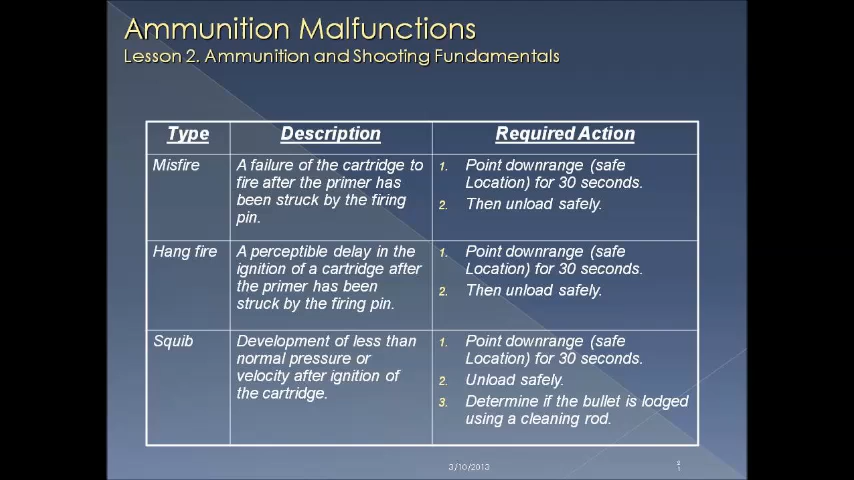 Ammunition Malfunctions
Lesson 2. Ammunition and Shooting Fundamentals
Type Description Required Action
Misfire
A failure of the cartridge to
fire after the primer has
been struck by the firing
pin.
1. Point downrange (safe
Location) for 30 seconds.
2. Then unload safely.
Hang fire
A perceptible delay in the
ignition of a cartridge after
the primer has been
struck by the firing pin.
1. Point downrange (safe
Location) for 30 seconds.
2. Then unload safely.
Squib
Development of less than
normal pressure or
velocity after ignition of
the cartridge.
1. Point downrange (safe
Location) for 30 seconds.
2. Unload safely.
3. Determine if the bullet is lodged
using a cleaning rod.
3/10/2013
2
1